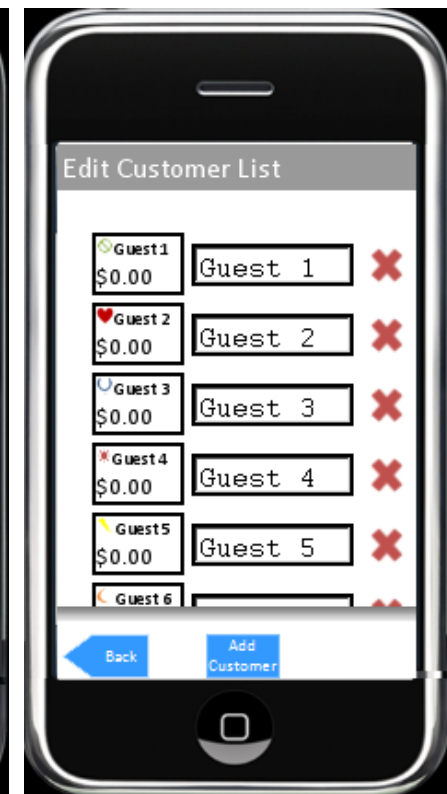 Edit Customer List
Guest1
$0.00
Guest 1
Guest 2
$0.00
Guest 2
Guest 3
$0.00
Guest 3
Guest4
$0.00
Guest 4
Guest5
$0.00
Guest 5
Guest 6
Back
Add
Customer